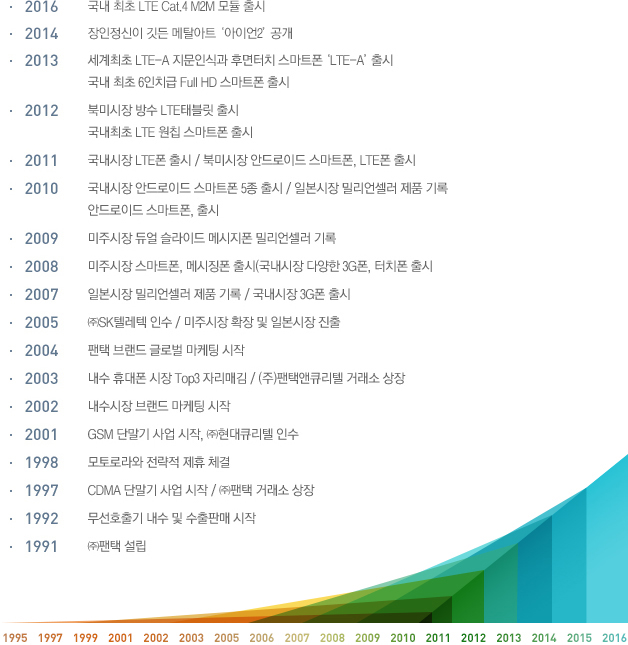 · 2016 국내 최초 LTE Cat.4 M2M 모듈 출시
· 2014 장인정신이 깃든 메탈아트 '아이언2' 공개
· 2013 세계최초 LTE-A 지문인식과 후면터치 스마트폰 'LTE-A' 출시
국내 최초 6인치급 Full HD 스마트폰 출시
· 2012 북미시장 방수 LTE태블릿 출시
국내최초 LTE 원칩 스마트폰 출시
· 2011 국내시장 LTE폰 출시 / 북미시장 안드로이드 스마트폰, LTE폰 출시
· 2010 국내시장 안드로이드 스마트폰 5종 출시 / 일본시장 밀리언셀러 제품 기록
안드로이드 스마트폰, 출시
· 2009 미주시장 듀얼 슬라이드 메시지폰 밀리언셀러 기록
· 2008 미주시장 스마트폰, 메시징폰 출시(국내시장 다양한 3G폰, 터치폰 출시
· 2007 일본시장 밀리언셀러 제품 기록 / 국내시장 3G폰 출시
· 2005 ㈜SK텔레텍 인수 / 미주시장 확장 및 일본시장 진출
· 2004 팬택 브랜드 글로벌 마케팅 시작
· 2003 내수 휴대폰 시장 Top3 자리매김 / (주)팬택앤큐리텔 거래소 상장
· 2002 내수시장 브랜드 마케팅 시작
· 2001 GSM 단말기 사업 시작, ㈜현대큐리텔 인수
· 1998 모토로라와 전략적 제휴 체결
· 1997 CDMA 단말기 사업 시작 / ㈜팬택 거래소 상장
· 1992 무선호출기 내수 및 수출판매 시작
· 1991 ㈜팬택 설립
1995 1997 1999 2001 2002 2003 2005 2006 2007 2008 2009 2010 2011 2012 2013 2014 2015 2016